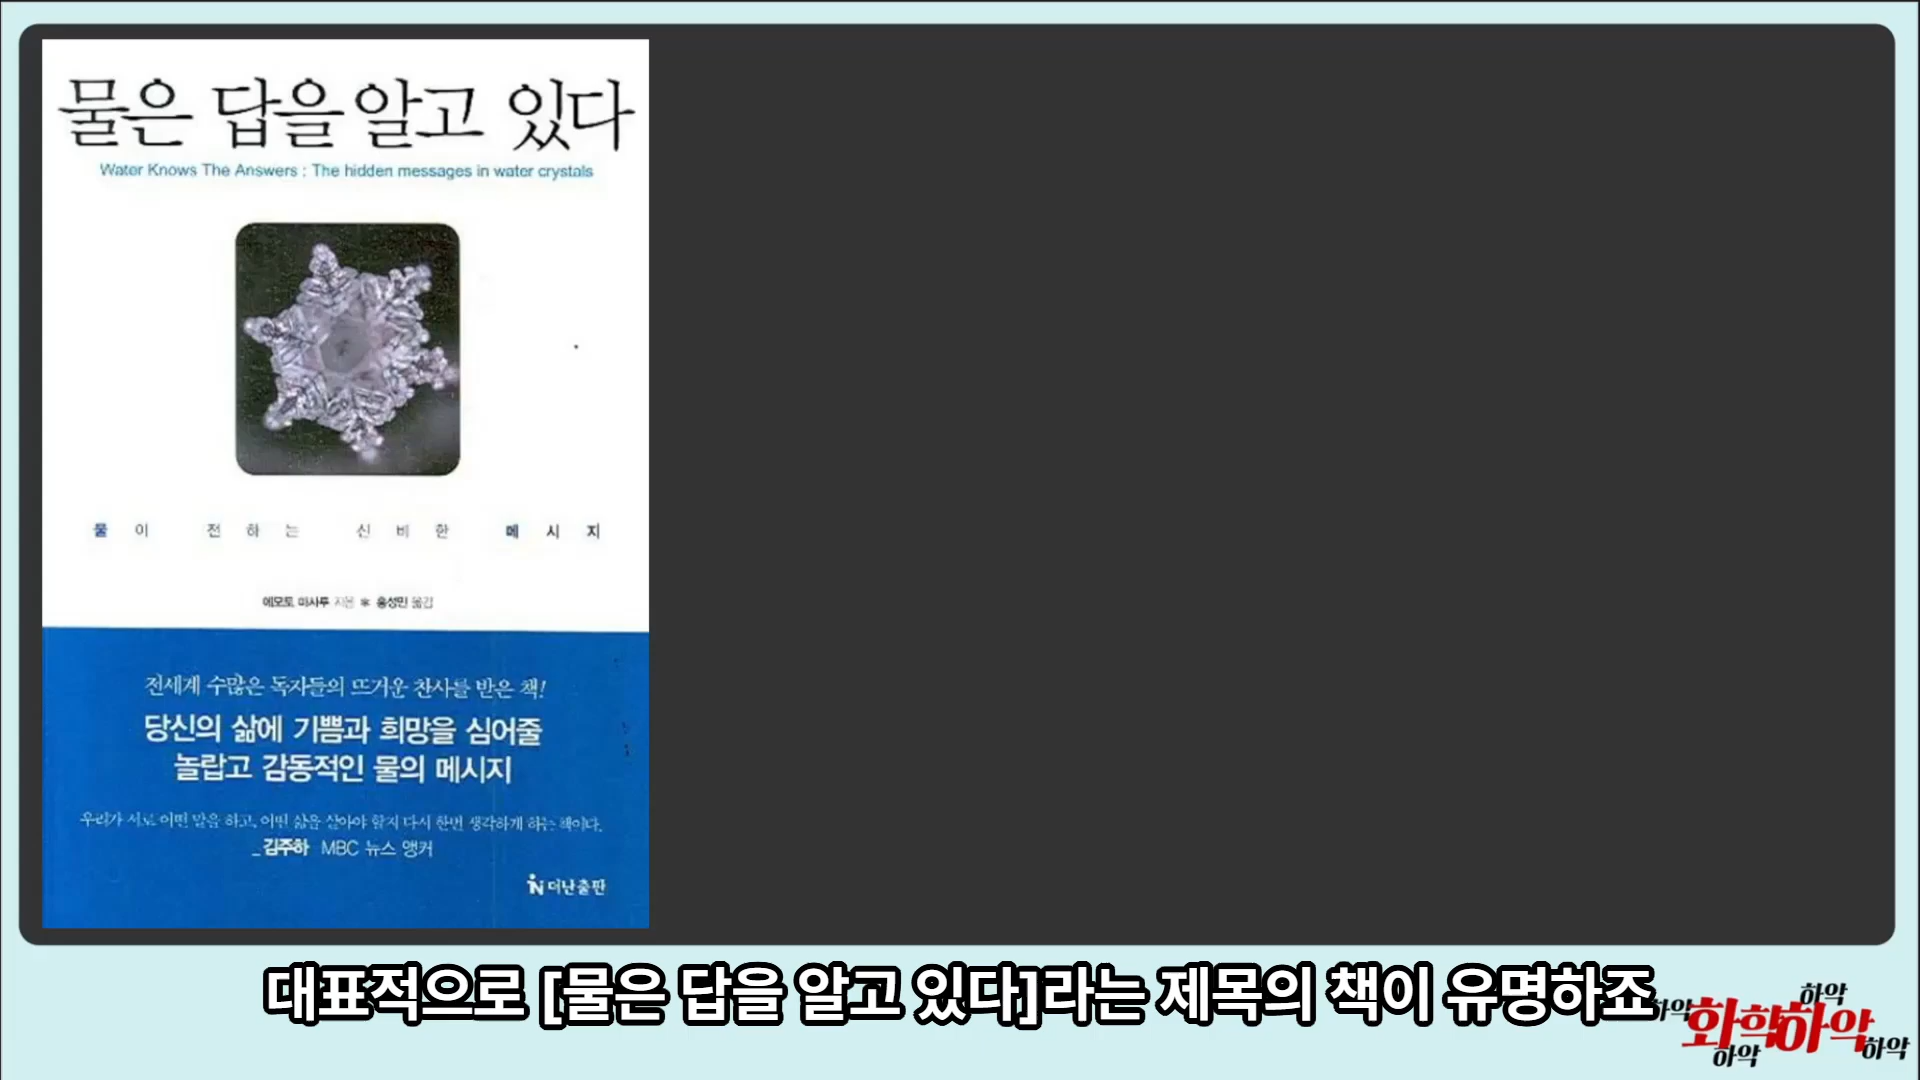 물은 답을 알고 있다
Water Knows The Answers : The hidden messages in water crystals
물이 전하는 신비한 메시지
에모토 마사루 지음 * 홍성민 옮김
전세계 수많은 독자들의 뜨거운 찬사를 받은 책!
당신의 삶에 기쁨과 희망을 심어줄
놀랍고 감동적인 물의 메시지
우리가 서로 어떤 말을 하고, 어떤 삶을 살아야 할지 다시 한번 생각하게 하는 책이다.
_김주하 MBC 뉴스 앵커
더난출판
대표적으로 [물은 답을 알고 있다]라는 제목의 책이 유명하죠
하악
하악
화학하악
하악
하악